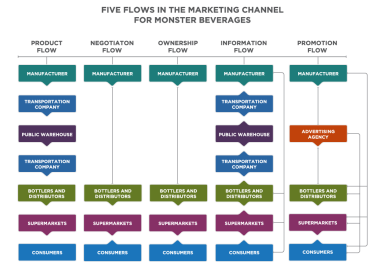 FIVE FLOWS IN THE MARKETING CHANNEL
FOR MONSTER BEVERAGES
PRODUCT
FLOW
NEGOTIATON
FLOW
OWNERSHIP
FLOW
INFORMATION
FLOW
PROMOTION
FLOW
MANUFACTURER
MANUFACTURER
MANUFACTURER
MANUFACTURER
MANUFACTURER
TRANSPORTATION
COMPANY
TRANSPORTATION
COMPANY
PUBLIC WAREHOUSE
PUBLIC WAREHOUSE
ADVERTISING
AGENCY
TRANSPORTATION
COMPANY
TRANSPORTATION
COMPANY
BOTTLERS AND
DISTRIBUTORS
BOTTLERS AND
DISTRIBUTORS
BOTTLERS AND
DISTRIBUTORS
BOTTLERS AND
DISTRIBUTORS
BOTTLERS AND
DISTRIBUTORS
SUPERMARKETS
SUPERMARKETS
SUPERMARKETS
SUPERMARKETS
SUPERMARKETS
CONSUMERS
CONSUMERS
CONSUMERS
CONSUMERS
CONSUMERS